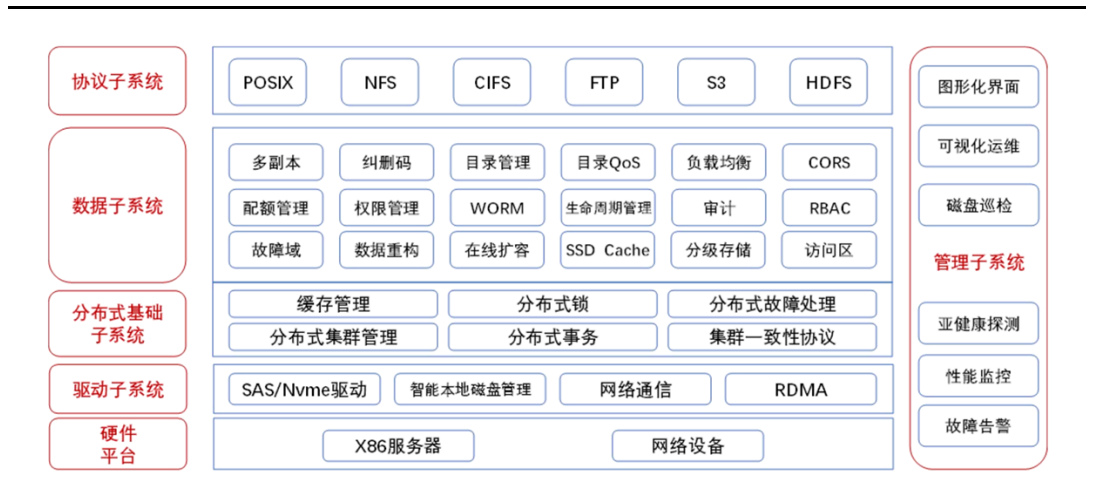 协议子系统
POSIX
NFS
CIFS
FTP
S3
HDFS
数据子系统
多副本
纠删码
目录管理
目录QoS
负载均衡
CORS
配额管理
权限管理
WORM
生命周期管理
审计
RBAC
故障域
数据重构
在线扩容
SSD Cache
分级存储
访问区
分布式基础
子系统
缓存管理
分布式锁
分布式故障处理
分布式集群管理
分布式事务
集群一致性协议
驱动子系统
SAS/Nvme驱动
智能本地磁盘管理
网络通信
RDMA
硬件
平台
X86服务器
网络设备
图形化界面
可视化运维
磁盘巡检
管理子系统
亚健康探测
性能监控
故障告警